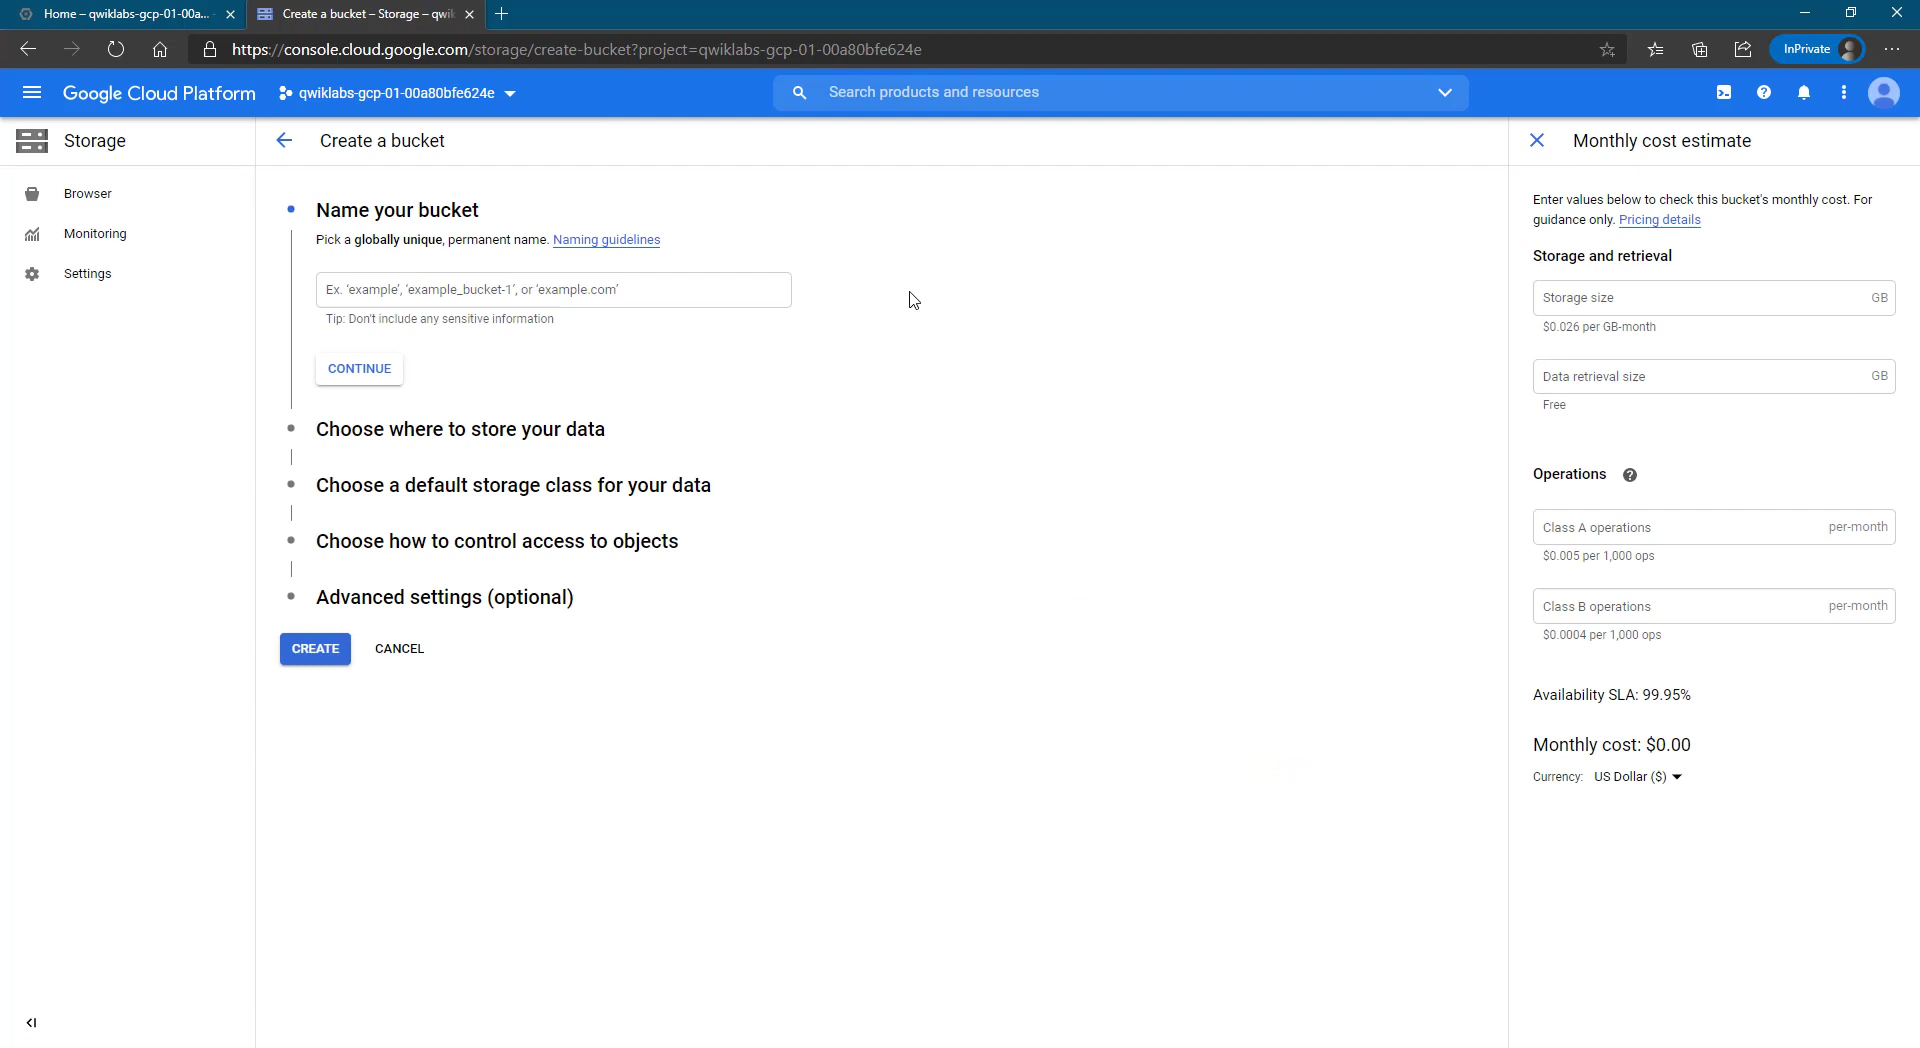 Home – qwiklabs-gcp-01-00a...
Create a bucket – Storage – qwik
https://console.cloud.google.com/storage/create-bucket?project=qwiklabs-gcp-01-00a80bfe624e
InPrivate
Google Cloud Platform
qwiklabs-gcp-01-00a80bfe624e
Search products and resources
Storage
Browser
Monitoring
Settings
Create a bucket
Name your bucket
Pick a globally unique, permanent name. Naming guidelines
Ex. 'example', 'example_bucket-1', or 'example.com'
Tip: Don't include any sensitive information
CONTINUE
Choose where to store your data
Choose a default storage class for your data
Choose how to control access to objects
Advanced settings (optional)
CREATE
CANCEL
Monthly cost estimate
Enter values below to check this bucket's monthly cost. For
guidance only. Pricing details
Storage and retrieval
Storage size GB
$0.026 per GB-month
Data retrieval size GB
Free
Operations
Class A operations per-month
$0.005 per 1,000 ops
Class B operations per-month
$0.0004 per 1,000 ops
Availability SLA: 99.95%
Monthly cost: $0.00
Currency: US Dollar ($)